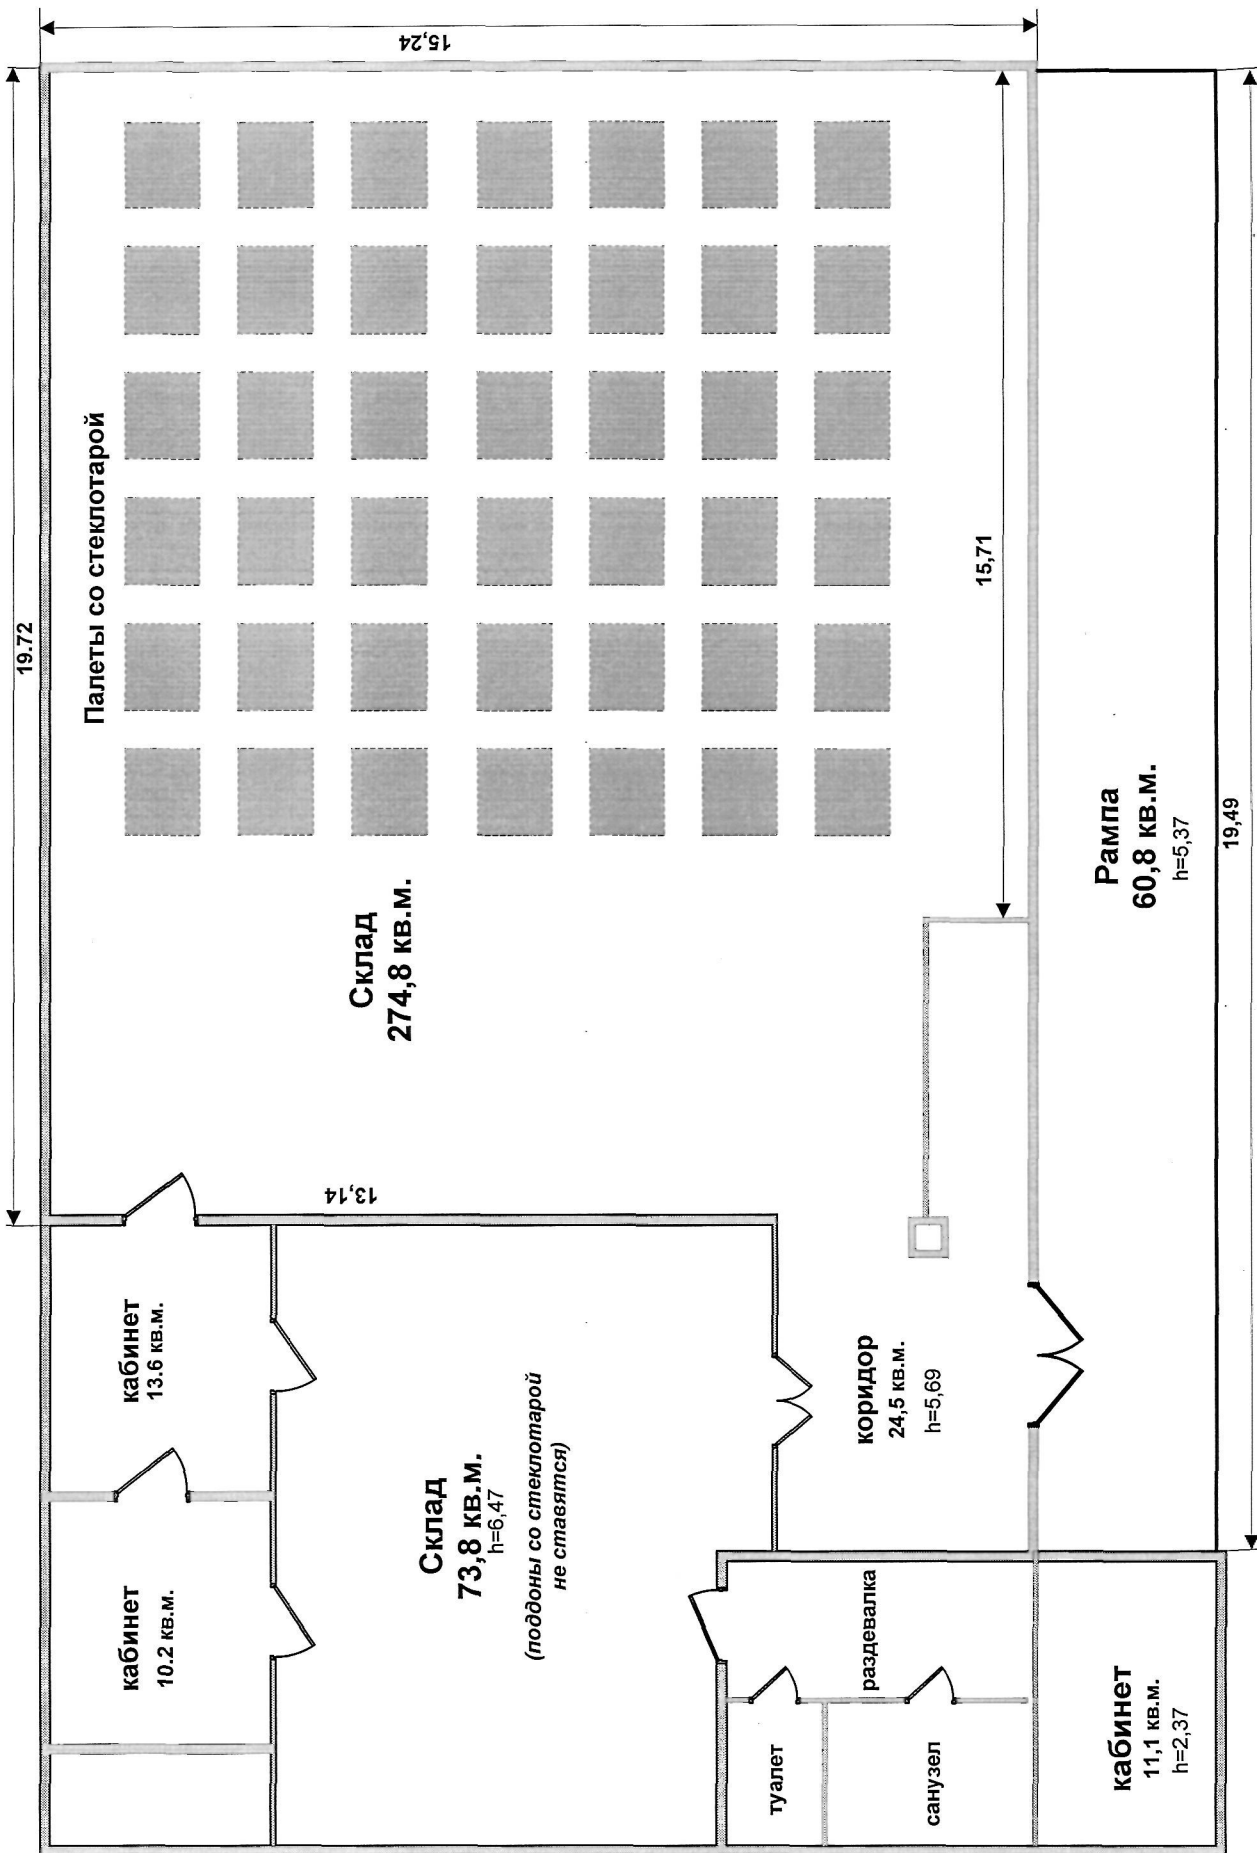 19.72
15,24
Палеты со стеклотарой
Склад
274,8 кв.м.
15,71
Рампа
60,8 кв.м.
h=5,37
19,49
13,14
кабинет
13.6 кв.м.
кабинет
10.2 кв.м.
Склад
73,8 кв.м.
h=6,47
(поддоны со стеклотарой
не ставятся)
коридор
24,5 кв.м.
h=5,69
раздевалка
туалет
санузел
кабинет
11,1 кв.м.
h=2,37